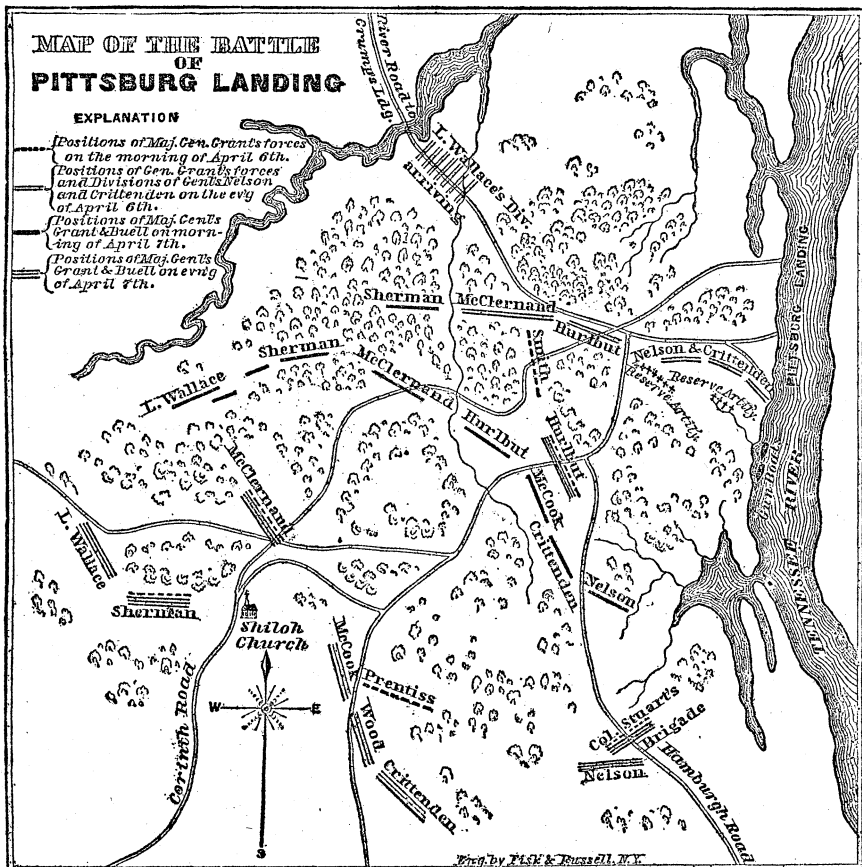 MAP OF THE BATTLE
OF
PITTSBURG LANDING
EXPLANATION
Positions of Maj. Gen. Grant's forces
on the morning of April 6th.
Positions of Gen. Grant's forces
and Divisions of Gen'ls Nelson
and Crittenden on the ev'g
of April 6th.
Positions of Maj. Gen'ls
Grant & Buell on morn-
ing of April 7th.
Positions of Maj. Gen'ls
Grant & Buell on ev'ng
of April 7th.
River Road to
Crumps Ldg.
L. Wallace's Div.
arriving
Sherman
McClernand
Hurlbut
Smith
Nelson & Crittenden
Reserve Artil'y.
Reserve Artil'y.
PITTSBURG LANDING
Sherman
L. Wallace
McClernand
Hurlbut
Hurlbut
McClernand
McCook
Crittenden
Nelson
Gun Boats
TENNESSEE RIVER
L. Wallace
Sherman
Shiloh
Church
McCook
Prentiss
Wood
Crittenden
Col. Stuart's
Brigade
Nelson
Hamburgh Road
Corinth Road
W
E
S
Eng. by Fisk & Russell, N.Y.